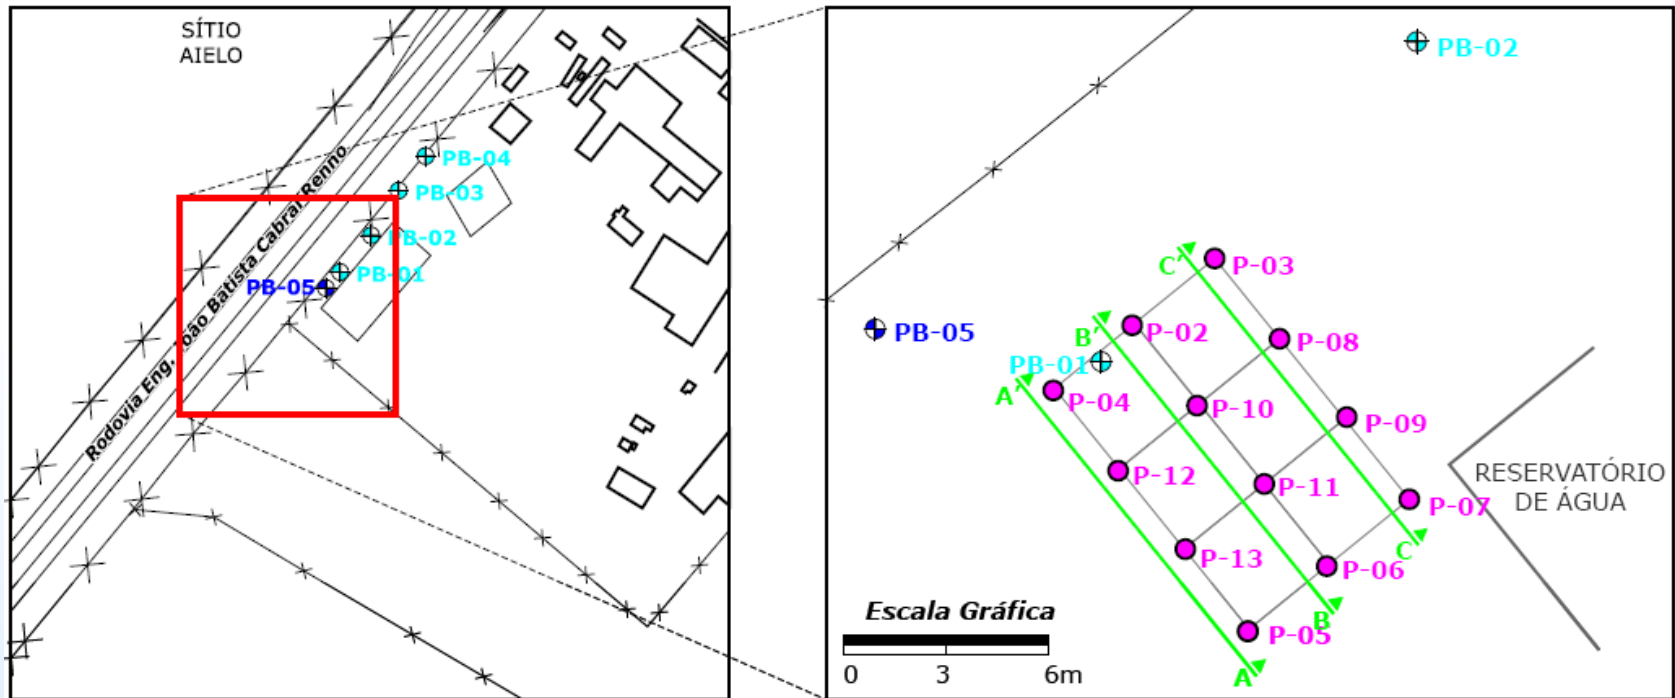 SÍTIO
AIELO
Rodovia Eng. João Batista Cabral Renno
PB-04
PB-03
PB-02
PB-01
PB-05
PB-02
PB-05
PB-01
C'
P-03
B'
P-02
P-08
A'
P-04
P-10
P-09
P-12
P-11
P-07
RESERVATÓRIO
DE ÁGUA
P-13
P-06
C
P-05
B
A
Escala Gráfica
0 3 6m